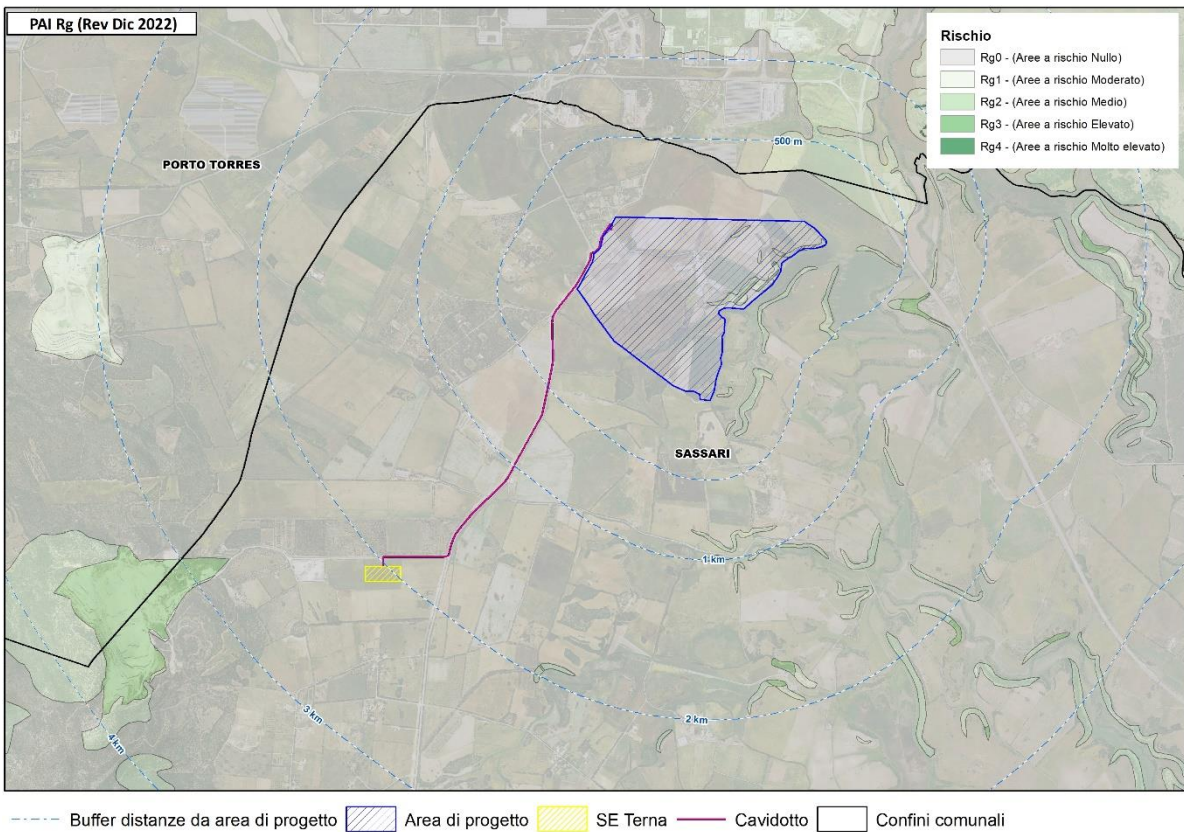 PAI Rg (Rev Dic 2022)
Rischio
Rg0 - (Aree a rischio Nullo)
Rg1 - (Aree a rischio Moderato)
Rg2 - (Aree a rischio Medio)
Rg3 - (Aree a rischio Elevato)
Rg4 - (Aree a rischio Molto elevato)
500 m
PORTO TORRES
SASSARI
1 km
2 km
3 km
4 km
Buffer distanze da area di progetto
Area di progetto
SE Terna
Cavidotto
Confini comunali